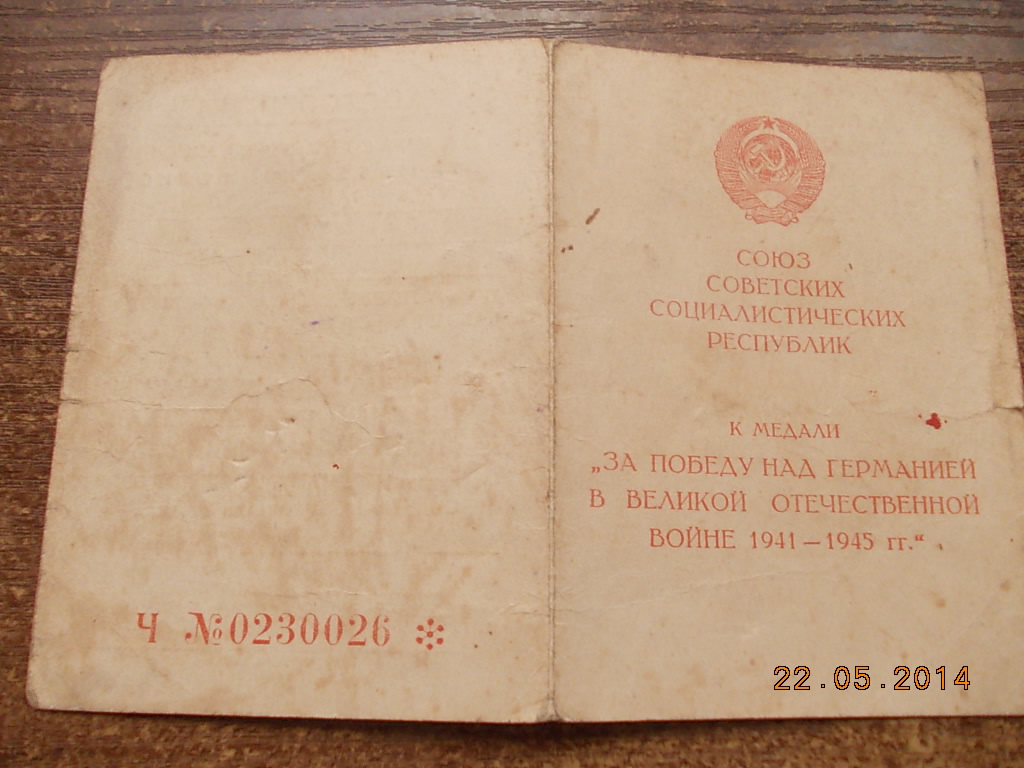 Ч №0230026
СОЮЗ
СОВЕТСКИХ
СОЦИАЛИСТИЧЕСКИХ
РЕСПУБЛИК
К МЕДАЛИ
„ЗА ПОБЕДУ НАД ГЕРМАНИЕЙ
В ВЕЛИКОЙ ОТЕЧЕСТВЕННОЙ
ВОЙНЕ 1941 — 1945 гг.“
22.05.2014